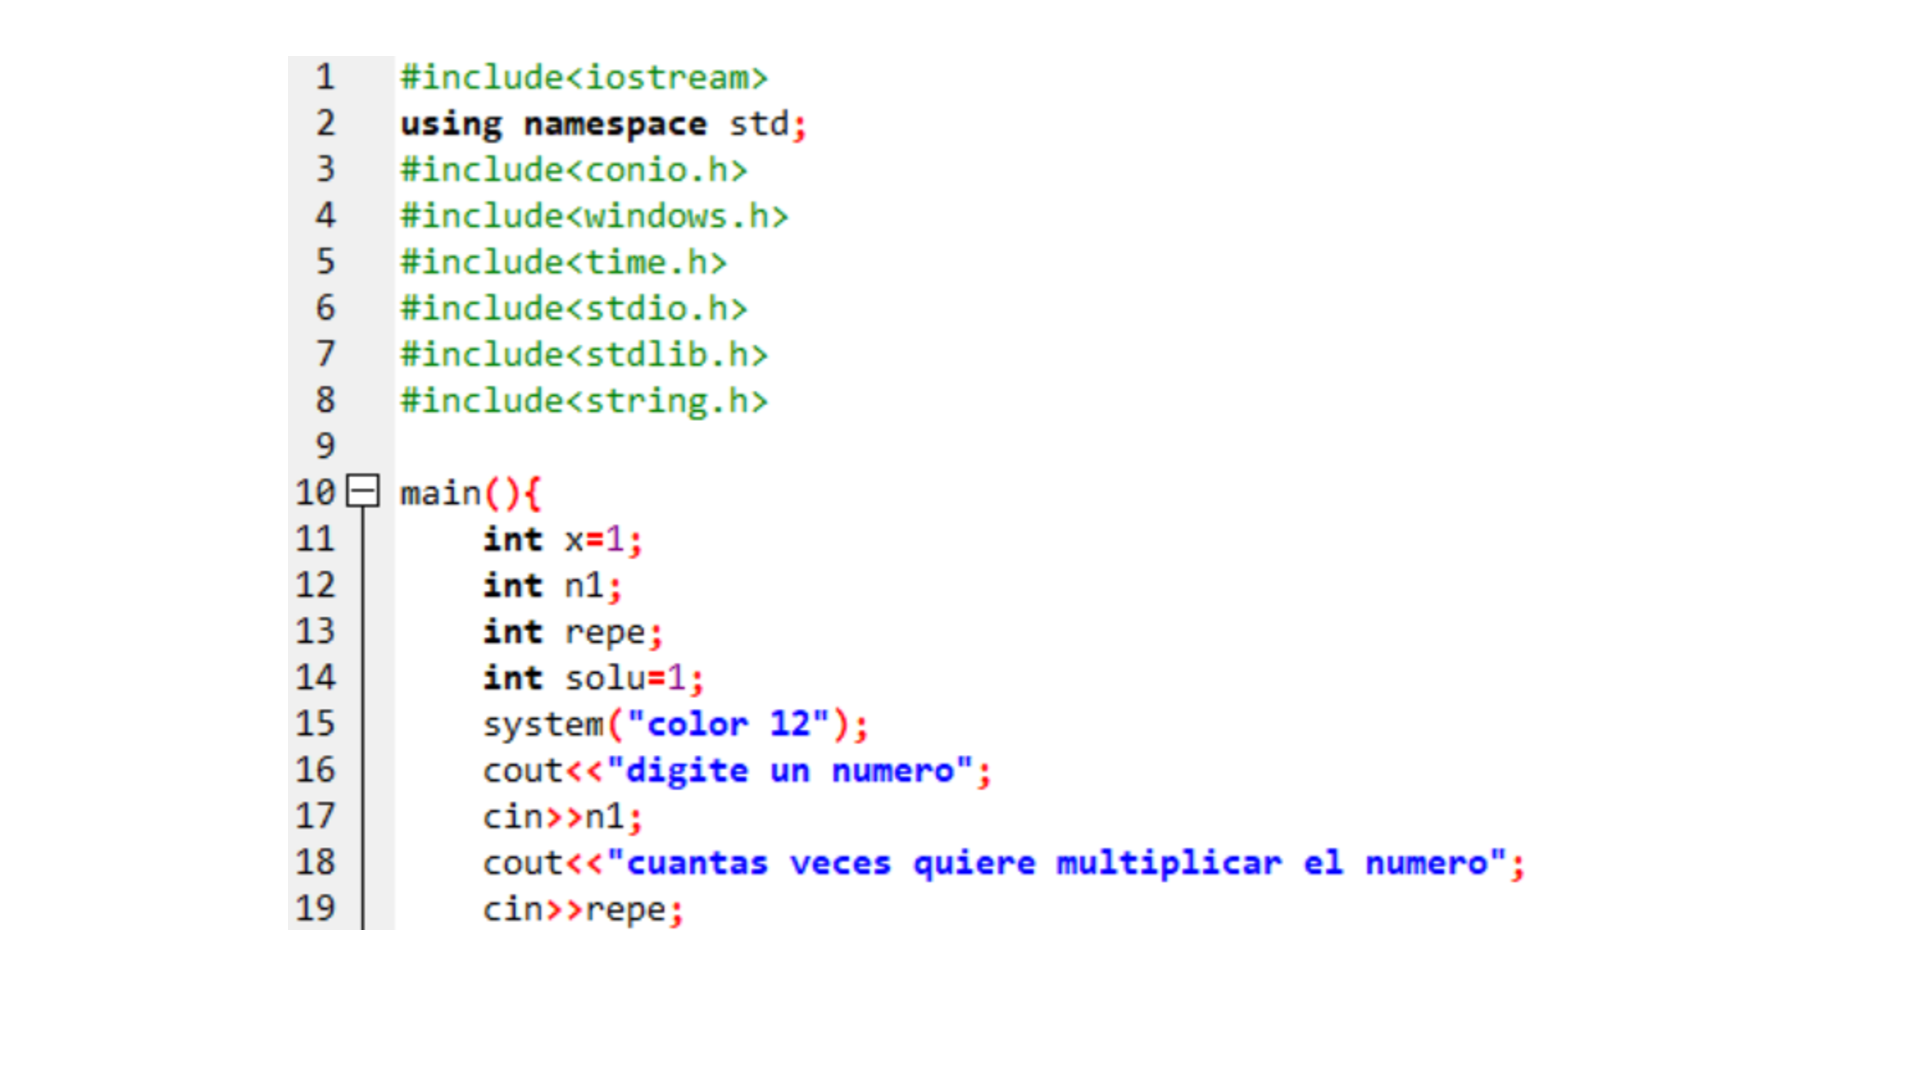 1 #include<iostream>
2 using namespace std;
3 #include<conio.h>
4 #include<windows.h>
5 #include<time.h>
6 #include<stdio.h>
7 #include<stdlib.h>
8 #include<string.h>
9
10 main(){
11 int x=1;
12 int n1;
13 int repe;
14 int solu=1;
15 system("color 12");
16 cout<<"digite un numero";
17 cin>>n1;
18 cout<<"cuantas veces quiere multiplicar el numero";
19 cin>>repe;